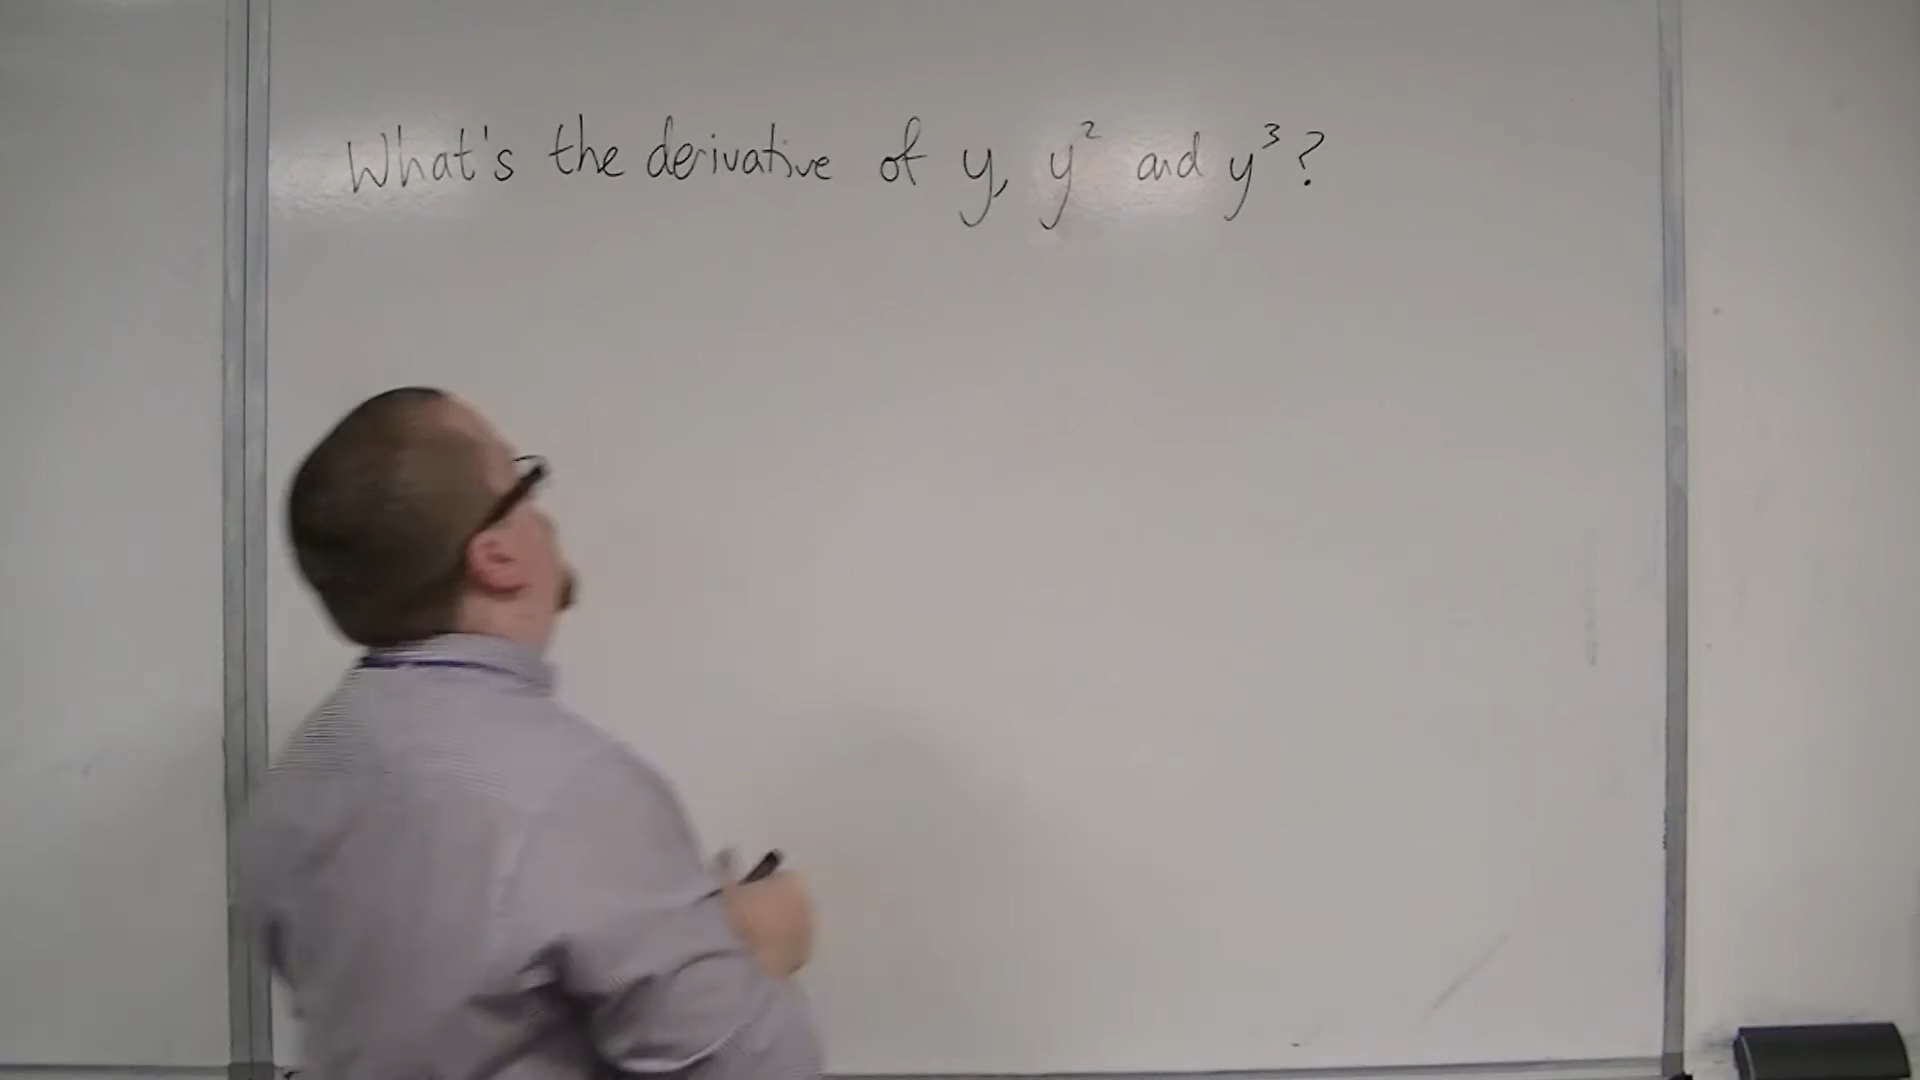 What's the derivative of y, y² and y³?